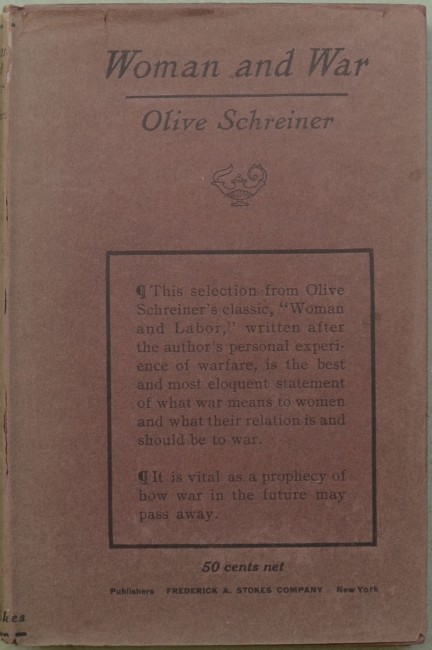 Woman and War
Olive Schreiner
¶ This selection from Olive
Schreiner's classic, "Woman
and Labor," written after
the author's personal experi-
ence of warfare, is the best
and most eloquent statement
of what war means to women
and what their relation is and
should be to war.
¶ It is vital as a prophecy of
how war in the future may
pass away.
50 cents net
Publishers FREDERICK A. STOKES COMPANY New York
kes